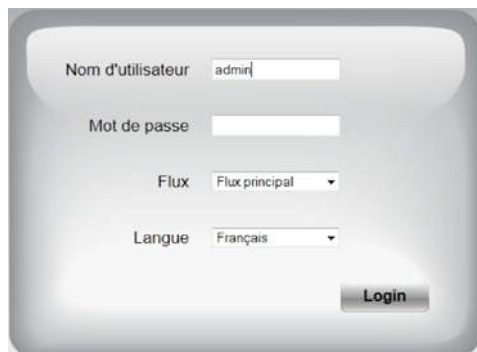 Nom d'utilisateur admin
Mot de passe
Flux Flux principal
Langue Français
Login